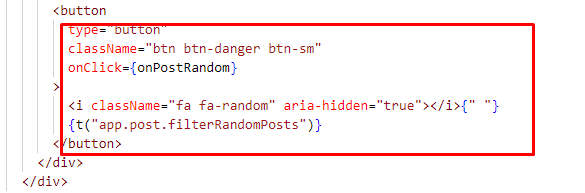 <button
type="button"
className="btn btn-danger btn-sm"
onClick={onPostRandom}
>
<i className="fa fa-random" aria-hidden="true"></i>{" "}
{t("app.post.filterRandomPosts")}
</button>
</div>
</div>